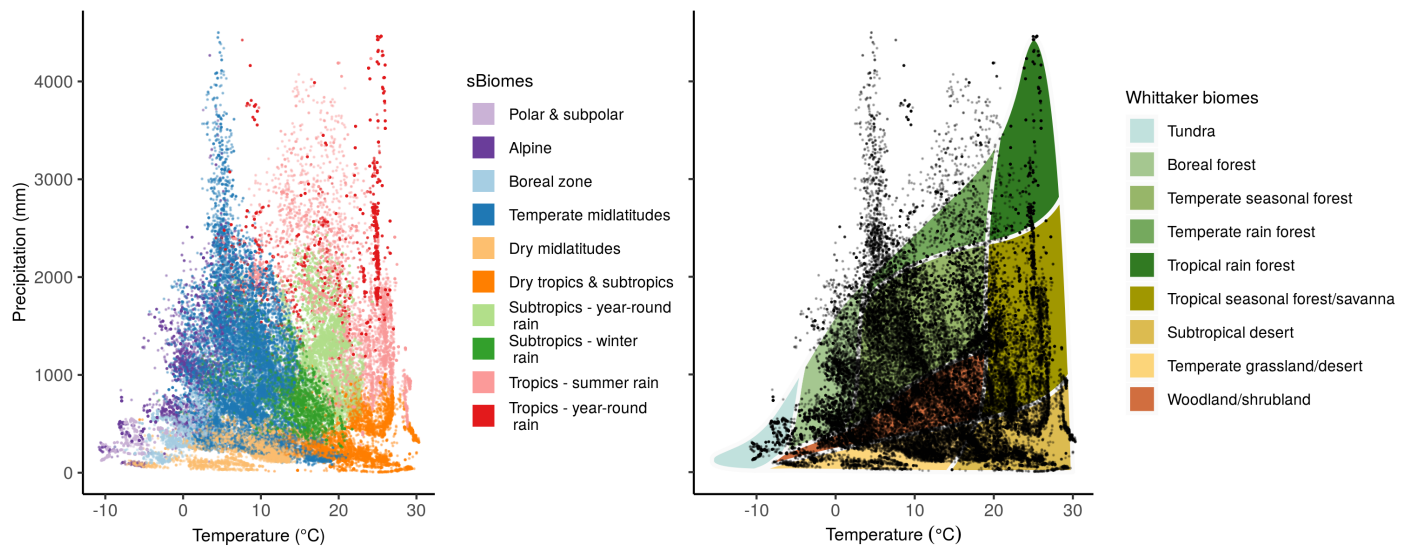 Precipitation (mm)
4000
3000
2000
1000
0
-10
0
10
20
30
Temperature (°C)
sBiomes
Polar & subpolar
Alpine
Boreal zone
Temperate midlatitudes
Dry midlatitudes
Dry tropics & subtropics
Subtropics - year-round
rain
Subtropics - winter
rain
Tropics - summer rain
Tropics - year-round
rain
-10
0
10
20
30
Temperature (°C)
Whittaker biomes
Tundra
Boreal forest
Temperate seasonal forest
Temperate rain forest
Tropical rain forest
Tropical seasonal forest/savanna
Subtropical desert
Temperate grassland/desert
Woodland/shrubland